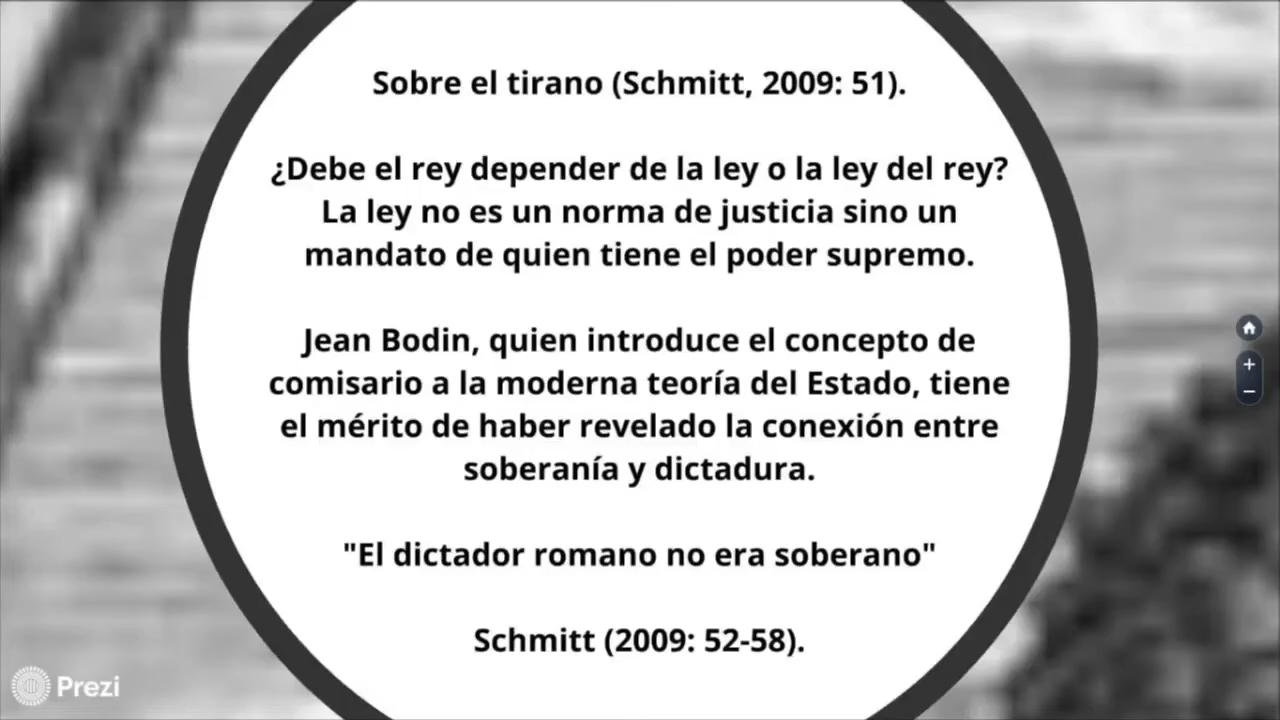 Sobre el tirano (Schmitt, 2009: 51).
¿Debe el rey depender de la ley o la ley del rey?
La ley no es un norma de justicia sino un
mandato de quien tiene el poder supremo.
Jean Bodin, quien introduce el concepto de
comisario a la moderna teoría del Estado, tiene
el mérito de haber revelado la conexión entre
soberanía y dictadura.
"El dictador romano no era soberano"
Schmitt (2009: 52-58).
Prezi